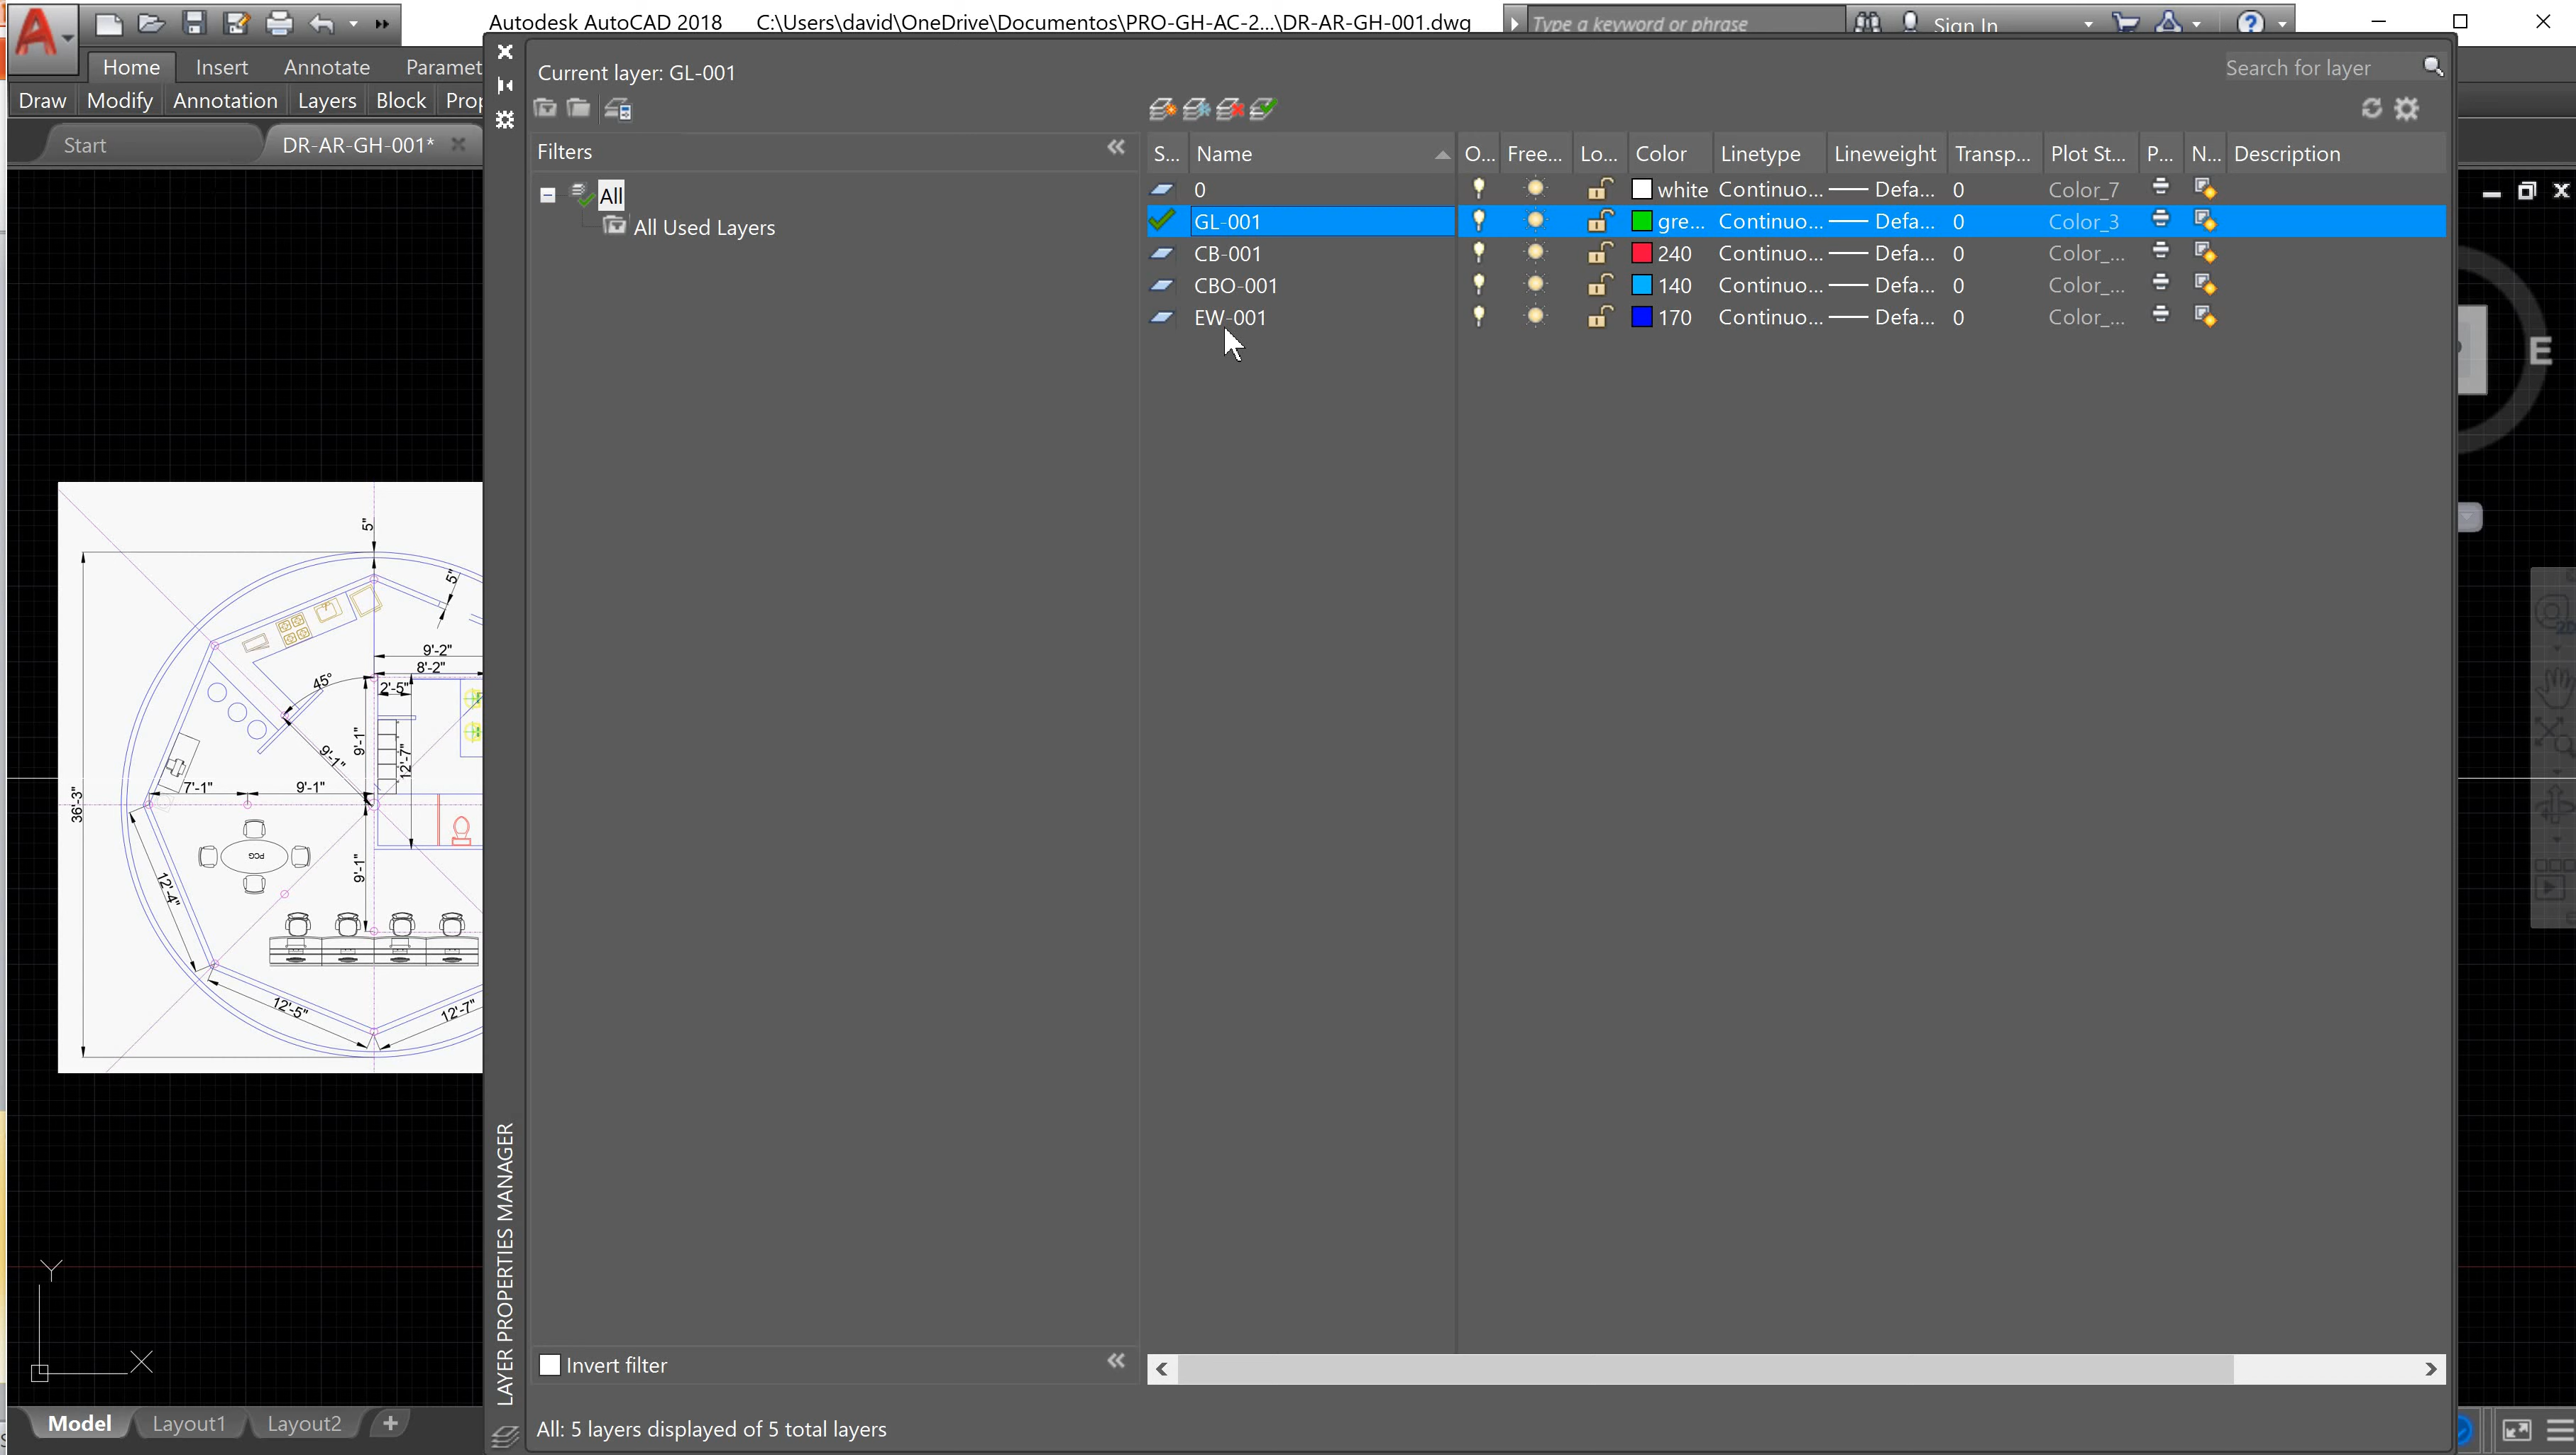 Autodesk AutoCAD 2018 C:\Users\david\OneDrive\Documentos\PRO-GH-AC-2...\DR-AR-GH-001.dwg
Type a keyword or phrase
Sign In
Home Insert Annotate Paramet
Draw Modify Annotation Layers Block Prop
Start DR-AR-GH-001*
Current layer: GL-001
Search for layer
Filters
All
All Used Layers
S... Name O... Free... Lo... Color Linetype Lineweight Transp... Plot St... P... N... Description
0 white Continuo... Defa... 0 Color_7
GL-001 gre... Continuo... Defa... 0 Color_3
CB-001 240 Continuo... Defa... 0 Color_...
CBO-001 140 Continuo... Defa... 0 Color_...
EW-001 170 Continuo... Defa... 0 Color_...
E
5"
5"
9'-2"
8'-2"
45°
2'-5"
9'-1"
9'-1"
12'-7"
7'-1"
9'-1"
36'-3"
PCG
9'-1"
12'-4"
12'-5"
12'-7"
2D
Y
X
LAYER PROPERTIES MANAGER
Invert filter
Model Layout1 Layout2 +
All: 5 layers displayed of 5 total layers